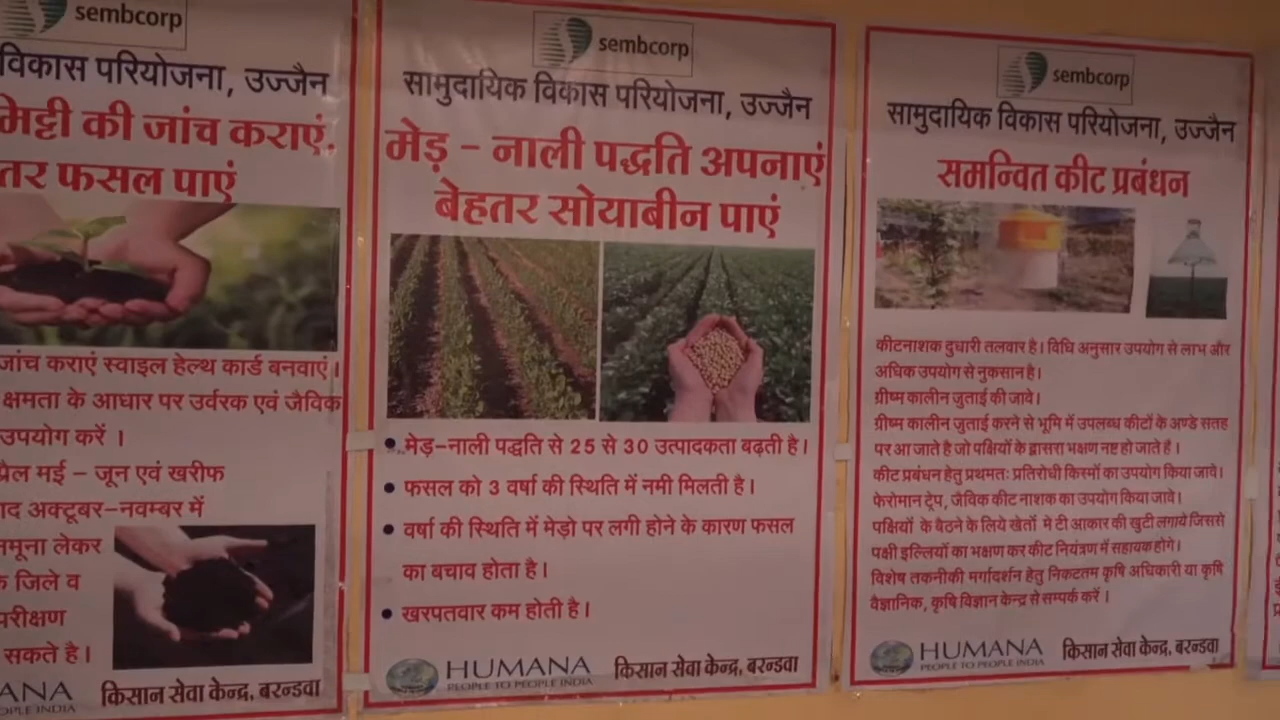 sembcorp
विकास परियोजना, उज्जैन
मिट्टी की जांच कराएं,
तर फसल पाएं
जांच कराएं स्वाइल हेल्थ कार्ड बनवाएं।
क्षमता के आधार पर उर्वरक एवं जैविक
उपयोग करें ।
प्रैल मई – जून एवं खरीफ
ाद अक्टूबर–नवम्बर में
नमूना लेकर
जिले व
परीक्षण
सकते है।
ANA
OPLE INDIA
किसान सेवा केन्द्र, बरन्डवा
sembcorp
सामुदायिक विकास परियोजना, उज्जैन
मेड़ – नाली पद्धति अपनाएं
बेहतर सोयाबीन पाएं
• मेड़–नाली पद्धति से 25 से 30 उत्पादकता बढ़ती है।
• फसल को 3 वर्षा की स्थिति में नमी मिलती है।
• वर्षा की स्थिति में मेड़ो पर लगी होने के कारण फसल
का बचाव होता है।
• खरपतवार कम होती है।
HUMANA
PEOPLE TO PEOPLE INDIA
किसान सेवा केन्द्र, बरन्डवा
sembcorp
सामुदायिक विकास परियोजना, उज्जैन
समन्वित कीट प्रबंधन
कीटनाशक दुधारी तलवार है। विधि अनुसार उपयोग से लाभ और
अधिक उपयोग से नुकसान है।
ग्रीष्म कालीन जुताई की जावे।
ग्रीष्म कालीन जुताई करने से भूमि में उपलब्ध कीटों के अण्डे सतह
पर आ जाते है जो पक्षियों के द्वासरा भक्षण नष्ट हो जाते है।
कीट प्रबंधन हेतु प्रथमतः प्रतिरोधी किस्मों का उपयोग किया जावे।
फेरोमान ट्रेप, जैविक कीट नाशक का उपयोग किया जावे।
पक्षियों के बैठने के लिये खेतों मे टी आकार की खुटी लगाये जिससे
पक्षी इल्लियों का भक्षण कर कीट नियंत्रण में सहायक होगे।
विशेष तकनीकी मर्गादर्शन हेतु निकटतम कृषि अधिकारी या कृषि
वैज्ञानिक, कृषि विज्ञान केन्द्र से सम्पर्क करें ।
HUMANA
PEOPLE TO PEOPLE INDIA
किसान सेवा केन्द्र, बरन्डवा